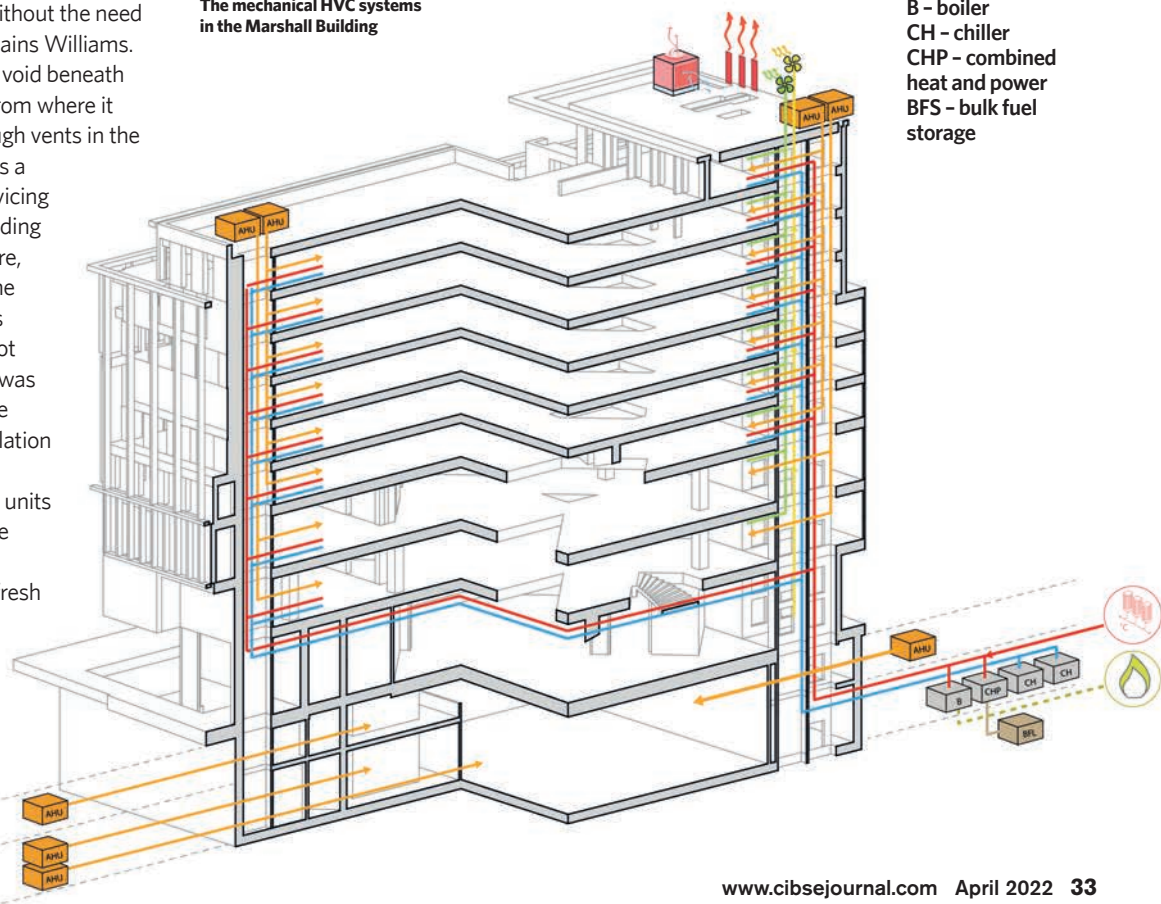 ithout the need
ains Williams.
void beneath
rom where it
ugh vents in the
s a
vicing
ding
re,
ne
s
ot
was
e
lation
units
e
resh
The mechanical HVC systems
in the Marshall Building
B – boiler
CH – chiller
CHP – combined
heat and power
BFS – bulk fuel
storage
AHU AHU
AHU AHU
°C
AHU
B CHP CH CH
BFL
AHU
AHU
AHU
www.cibsejournal.com April 2022 33